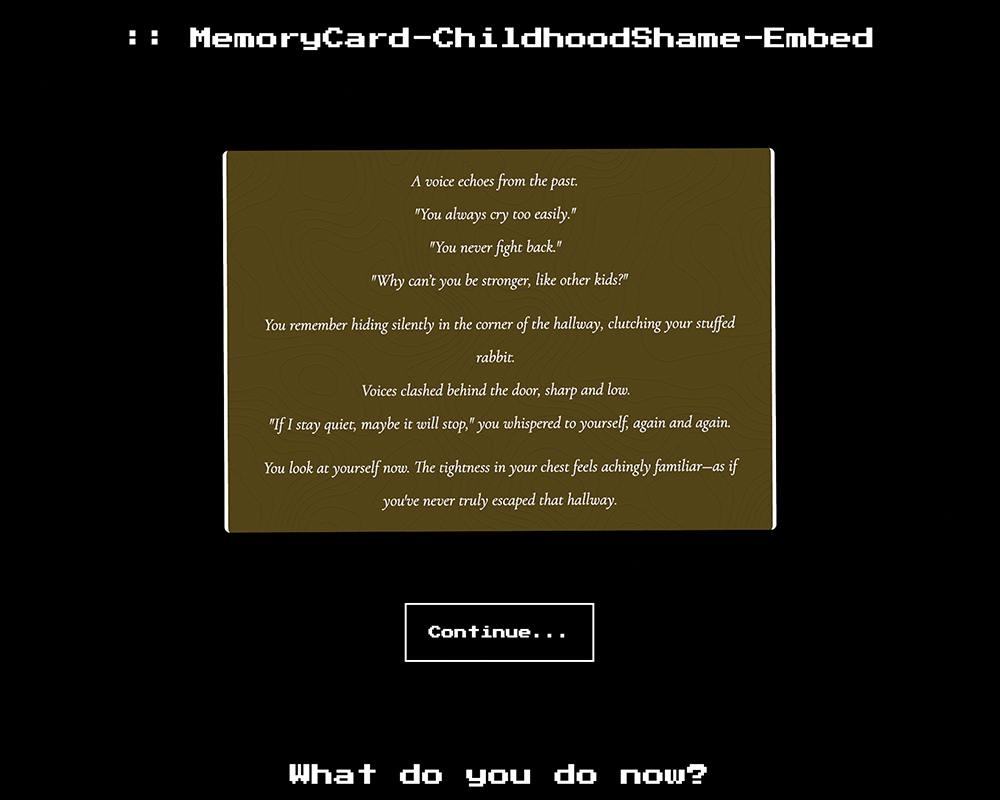 :: MemoryCard-ChildhoodShame-Embed
A voice echoes from the past.
"You always cry too easily."
"You never fight back."
"Why can't you be stronger, like other kids?"
You remember hiding silently in the corner of the hallway, clutching your stuffed
rabbit.
Voices clashed behind the door, sharp and low.
"If I stay quiet, maybe it will stop," you whispered to yourself, again and again.
You look at yourself now. The tightness in your chest feels achingly familiar—as if
you've never truly escaped that hallway.
Continue...
What do you do now?